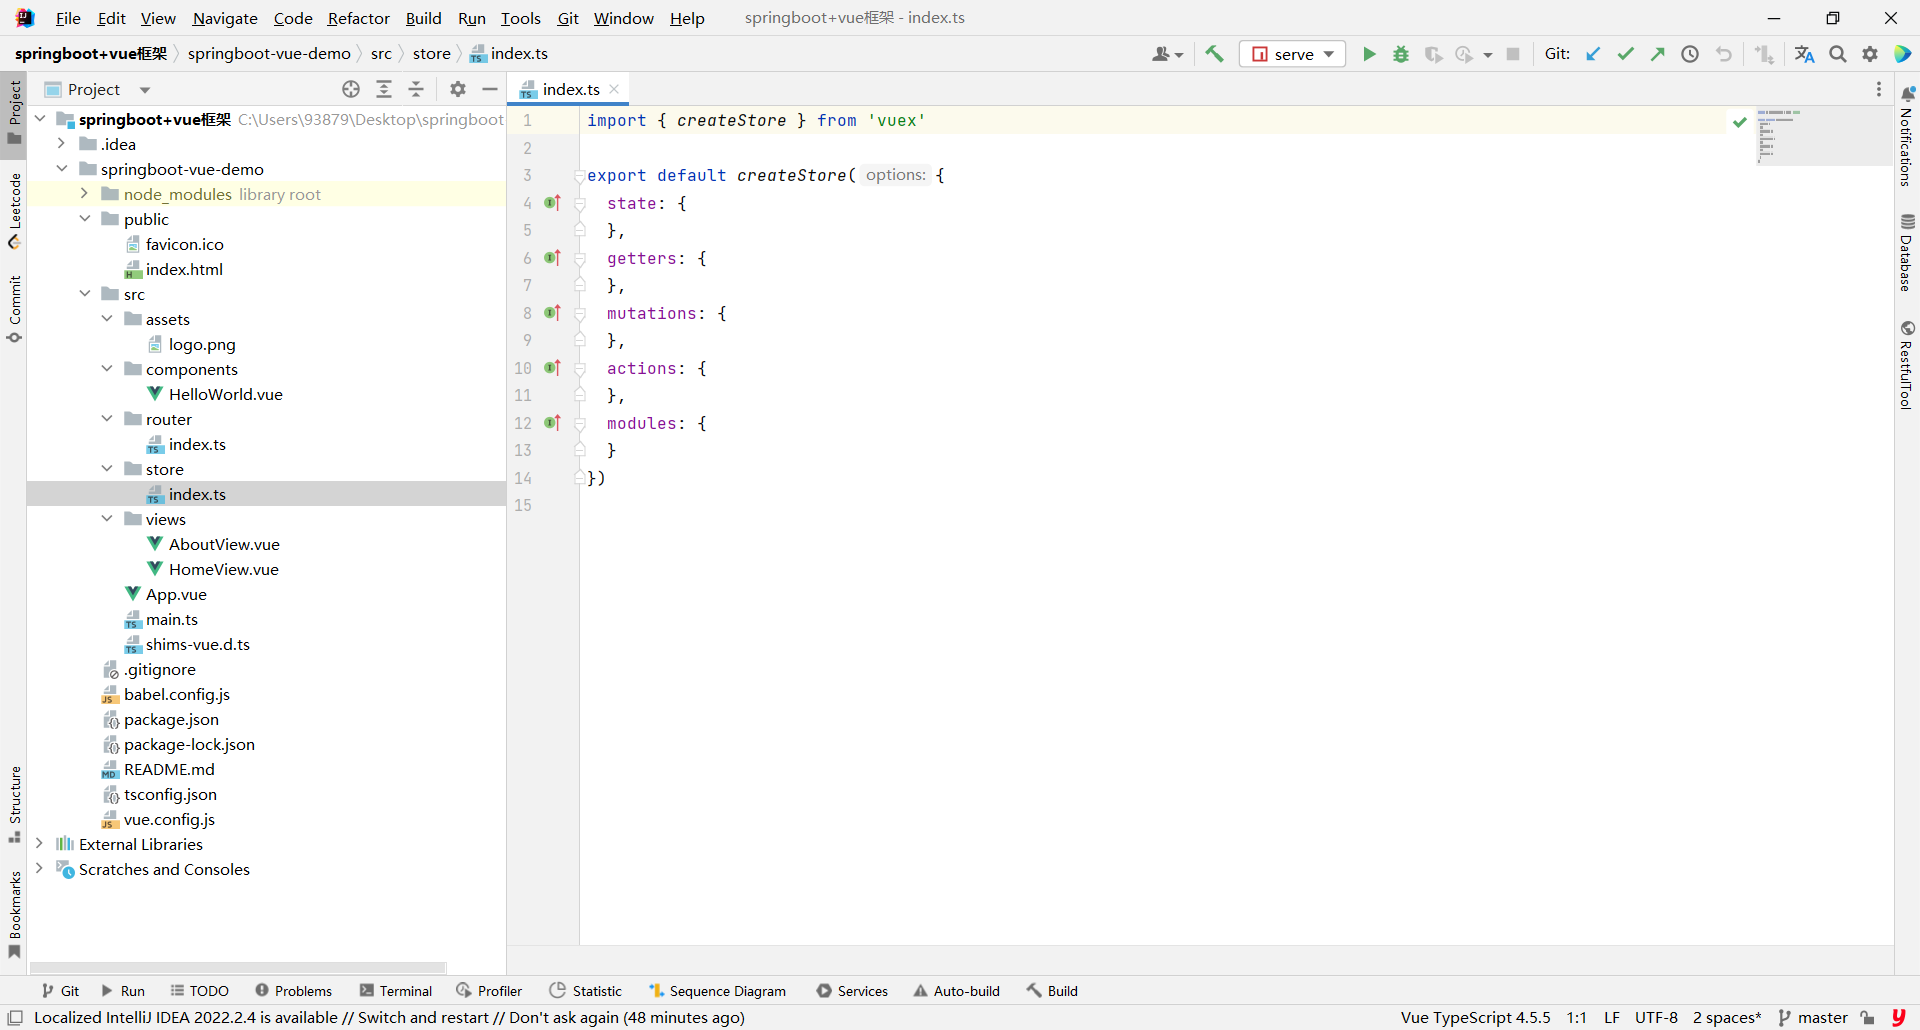 File Edit View Navigate Code Refactor Build Run Tools Git Window Help springboot+vue框架 - index.ts
springboot+vue框架 springboot-vue-demo src store index.ts serve Git:
Project
Leetcode
Commit
Structure
Bookmarks
Project
springboot+vue框架 C:\Users\93879\Desktop\springboot
.idea
springboot-vue-demo
node_modules library root
public
favicon.ico
index.html
src
assets
logo.png
components
HelloWorld.vue
router
index.ts
store
index.ts
views
AboutView.vue
HomeView.vue
App.vue
main.ts
shims-vue.d.ts
.gitignore
babel.config.js
package.json
package-lock.json
README.md
tsconfig.json
vue.config.js
External Libraries
Scratches and Consoles
index.ts
1 import { createStore } from 'vuex'
2
3 export default createStore( options: {
4 state: {
5 },
6 getters: {
7 },
8 mutations: {
9 },
10 actions: {
11 },
12 modules: {
13 }
14 })
15
Notifications
Database
RestfulTool
Git Run TODO Problems Terminal Profiler Statistic Sequence Diagram Services Auto-build Build
Localized IntelliJ IDEA 2022.2.4 is available // Switch and restart // Don't ask again (48 minutes ago) Vue TypeScript 4.5.5 1:1 LF UTF-8 2 spaces* master